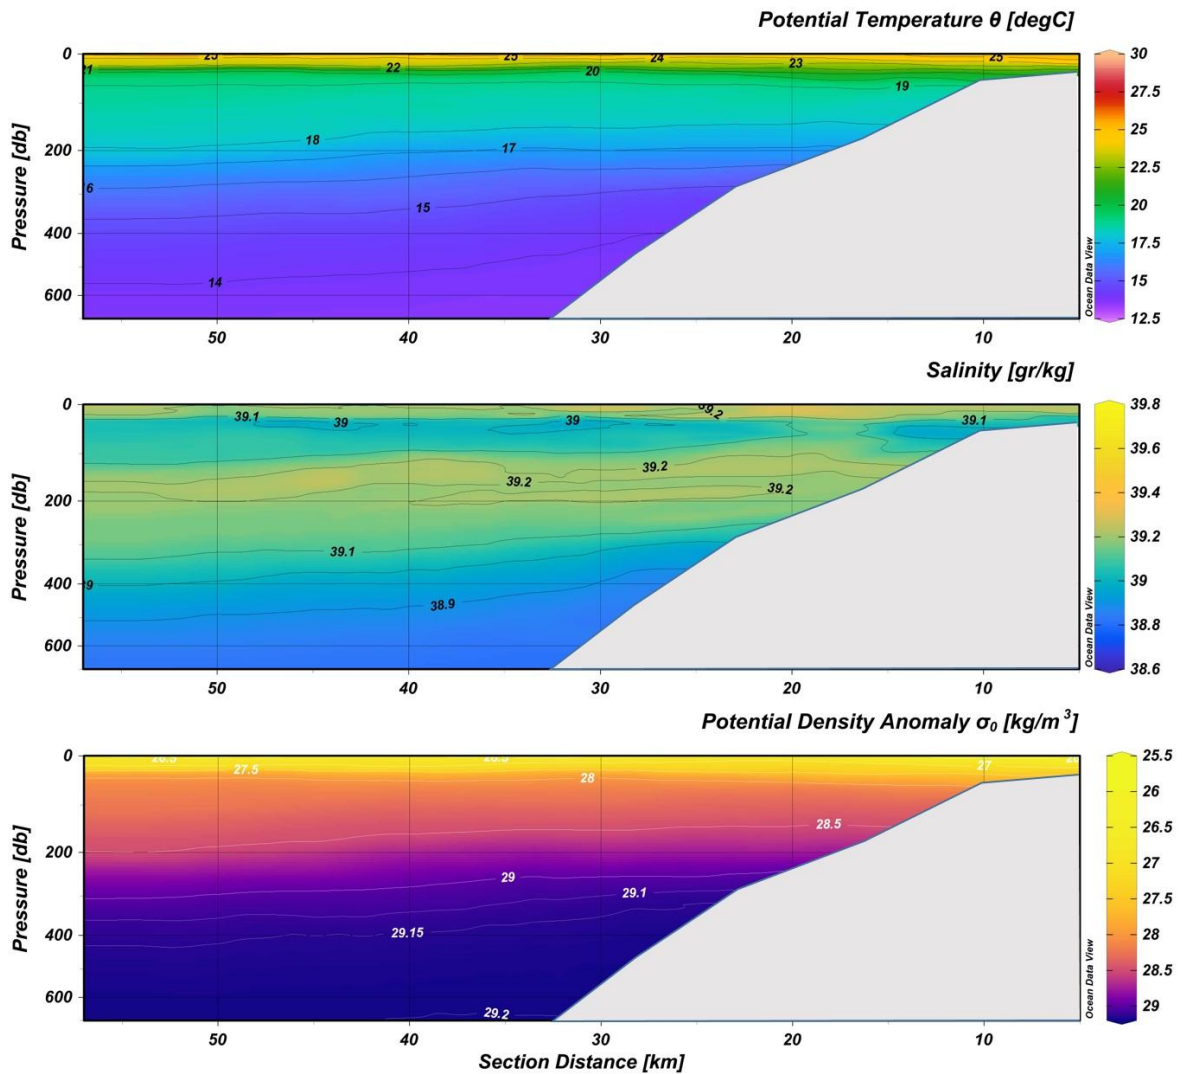 Potential Temperature θ [degC]
0
200
400
600
Pressure [db]
25 25 24 25
21 22 20 23
19
18 17
6 15
14
50 40 30 20 10
30
27.5
25
22.5
20
17.5
15
12.5
Ocean Data View
Salinity [gr/kg]
0
200
400
600
Pressure [db]
39.2
39.1 39 39 39.1
39.2
39.2 39.2
39.1
9
38.9
50 40 30 20 10
39.8
39.6
39.4
39.2
39
38.8
38.6
Ocean Data View
Potential Density Anomaly σ₀ [kg/m³]
0
200
400
600
Pressure [db]
27.5 28 27
28.5
29
29.1
29.15
29.2
50 40 30 20 10
Section Distance [km]
25.5
26
26.5
27
27.5
28
28.5
29
Ocean Data View